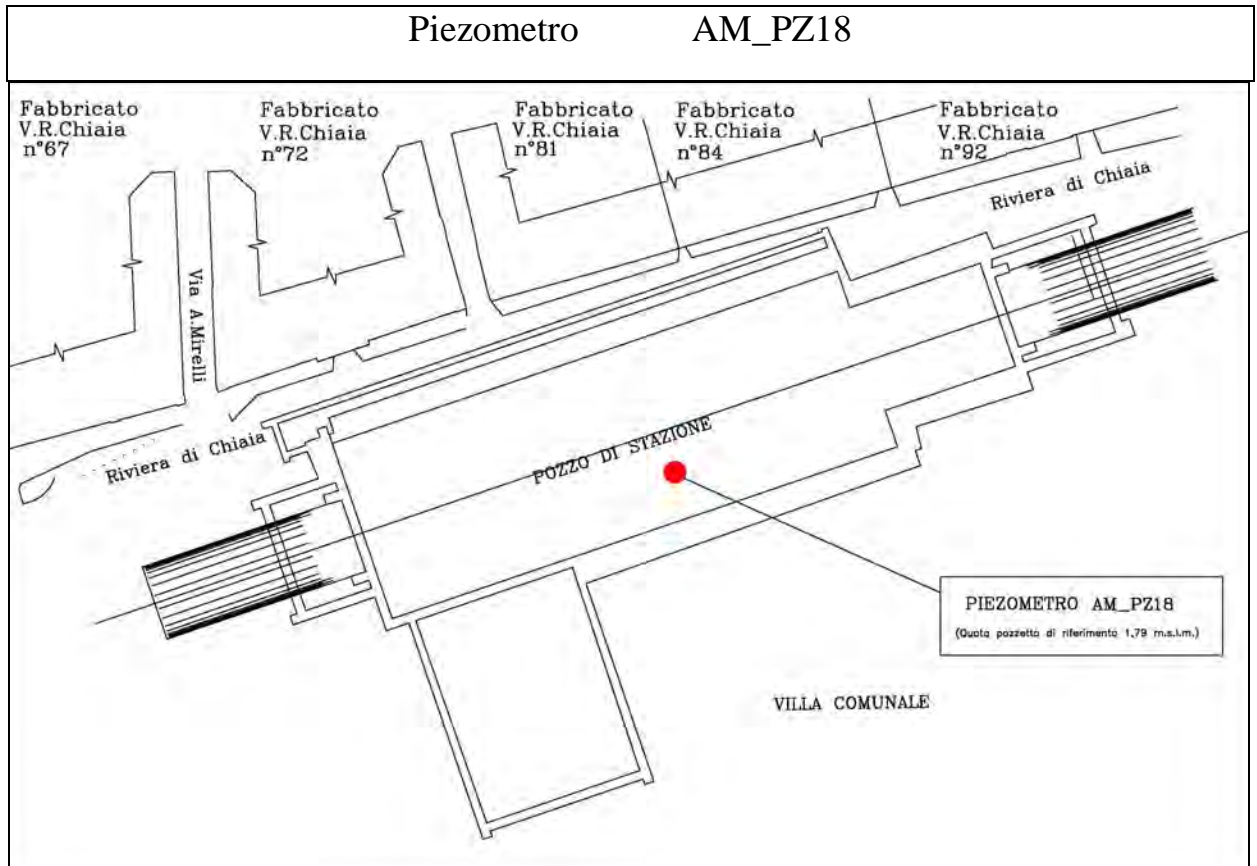 Piezometro AM_PZ18
Fabbricato
V.R.Chiaia
n°67
Fabbricato
V.R.Chiaia
n°72
Fabbricato
V.R.Chiaia
n°81
Fabbricato
V.R.Chiaia
n°84
Fabbricato
V.R.Chiaia
n°92
Riviera di Chiaia
Via A.Mirelli
Riviera di Chiaia
POZZO DI STAZIONE
PIEZOMETRO AM_PZ18
(Quota pozzetto di riferimento 1.79 m.s.l.m.)
VILLA COMUNALE